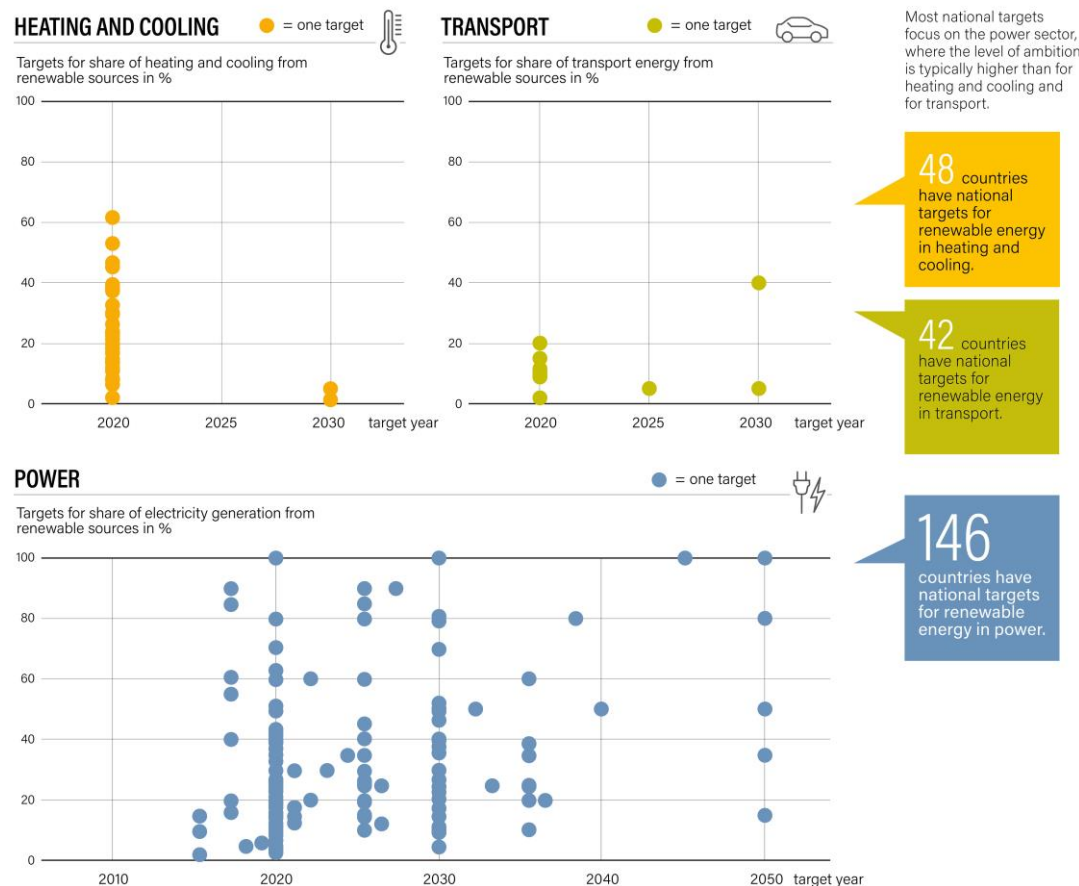 HEATING AND COOLING
= one target
Targets for share of heating and cooling from
renewable sources in %
100
80
60
40
20
0
2020 2025 2030 target year
TRANSPORT
= one target
Targets for share of transport energy from
renewable sources in %
100
80
60
40
20
0
2020 2025 2030 target year
Most national targets
focus on the power sector,
where the level of ambition
is typically higher than for
heating and cooling and
for transport.
48 countries
have national
targets for
renewable energy
in heating and
cooling.
42 countries
have national
targets for
renewable energy
in transport.
POWER
= one target
Targets for share of electricity generation from
renewable sources in %
100
80
60
40
20
0
2010 2020 2030 2040 2050 target year
146
countries have
national targets
for renewable
energy in power.